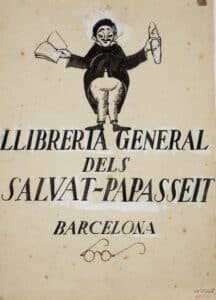 LLIBRERIA GENERAL
DELS
SALVAT-PAPASSEIT
BARCELONA